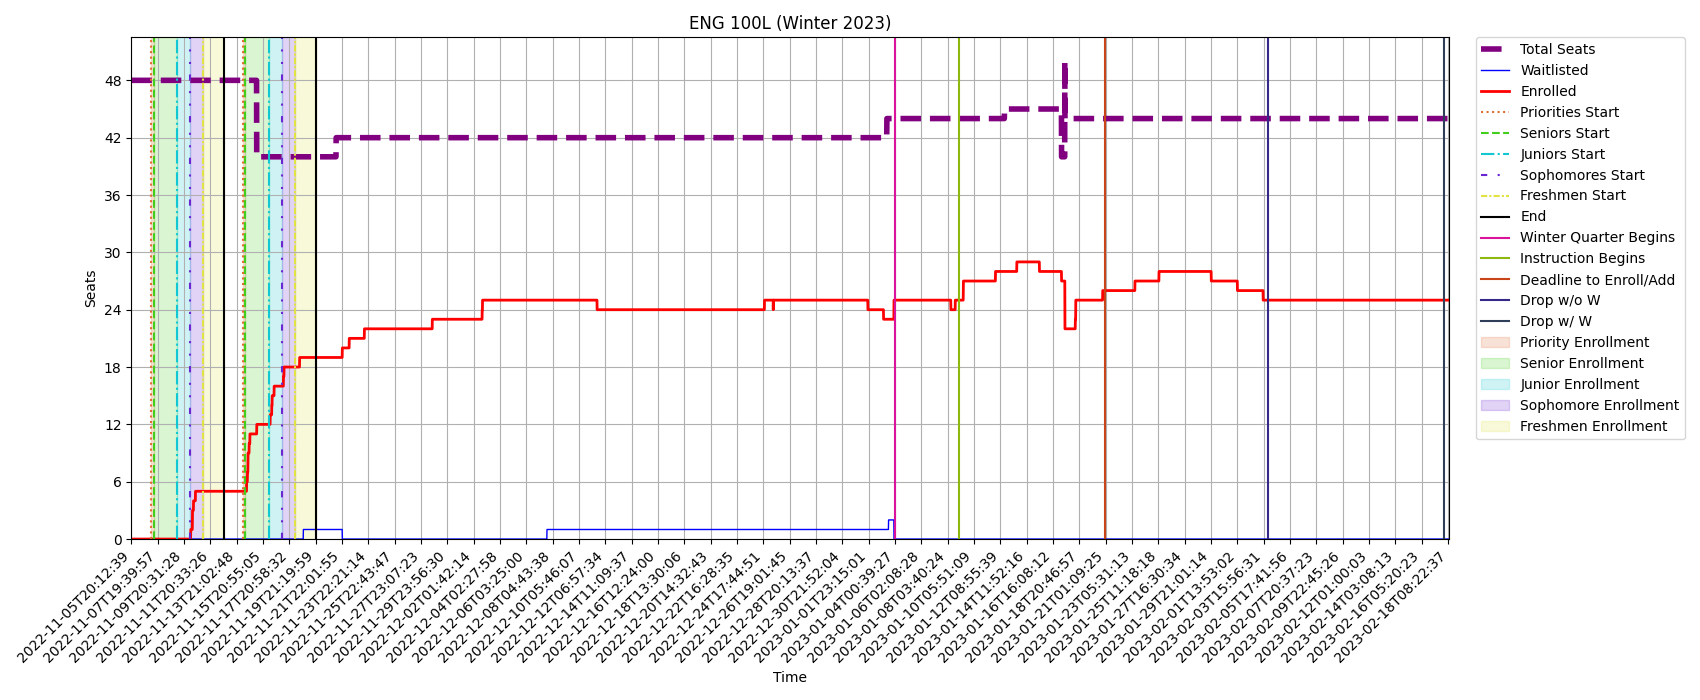 ENG 100L (Winter 2023)
Seats
48
42
36
30
24
18
12
6
0
2022-11-05T20:12:39
2022-11-07T19:39:57
2022-11-09T20:31:28
2022-11-11T20:33:26
2022-11-13T21:02:48
2022-11-15T20:55:05
2022-11-17T20:58:32
2022-11-19T21:19:59
2022-11-21T22:01:55
2022-11-23T22:21:14
2022-11-25T22:43:47
2022-11-27T23:07:23
2022-11-29T23:56:30
2022-12-02T01:42:14
2022-12-04T02:27:58
2022-12-06T03:25:00
2022-12-08T04:43:38
2022-12-10T05:46:07
2022-12-12T06:57:34
2022-12-14T11:09:37
2022-12-16T12:24:00
2022-12-18T13:30:06
2022-12-20T14:32:43
2022-12-22T16:28:35
2022-12-24T17:44:51
2022-12-26T19:01:45
2022-12-28T20:13:37
2022-12-30T21:52:04
2023-01-01T23:15:01
2023-01-04T00:39:27
2023-01-06T02:08:28
2023-01-08T03:40:24
2023-01-10T05:51:09
2023-01-12T08:55:39
2023-01-14T11:52:16
2023-01-16T16:08:12
2023-01-18T20:46:57
2023-01-21T01:09:25
2023-01-23T05:31:13
2023-01-25T11:18:18
2023-01-27T16:30:34
2023-01-29T21:01:14
2023-02-01T13:53:02
2023-02-03T15:56:31
2023-02-05T17:41:56
2023-02-07T20:37:23
2023-02-09T22:45:26
2023-02-12T01:00:03
2023-02-14T03:08:13
2023-02-16T05:20:23
2023-02-18T08:22:37
Time
Total Seats
Waitlisted
Enrolled
Priorities Start
Seniors Start
Juniors Start
Sophomores Start
Freshmen Start
End
Winter Quarter Begins
Instruction Begins
Deadline to Enroll/Add
Drop w/o W
Drop w/ W
Priority Enrollment
Senior Enrollment
Junior Enrollment
Sophomore Enrollment
Freshmen Enrollment